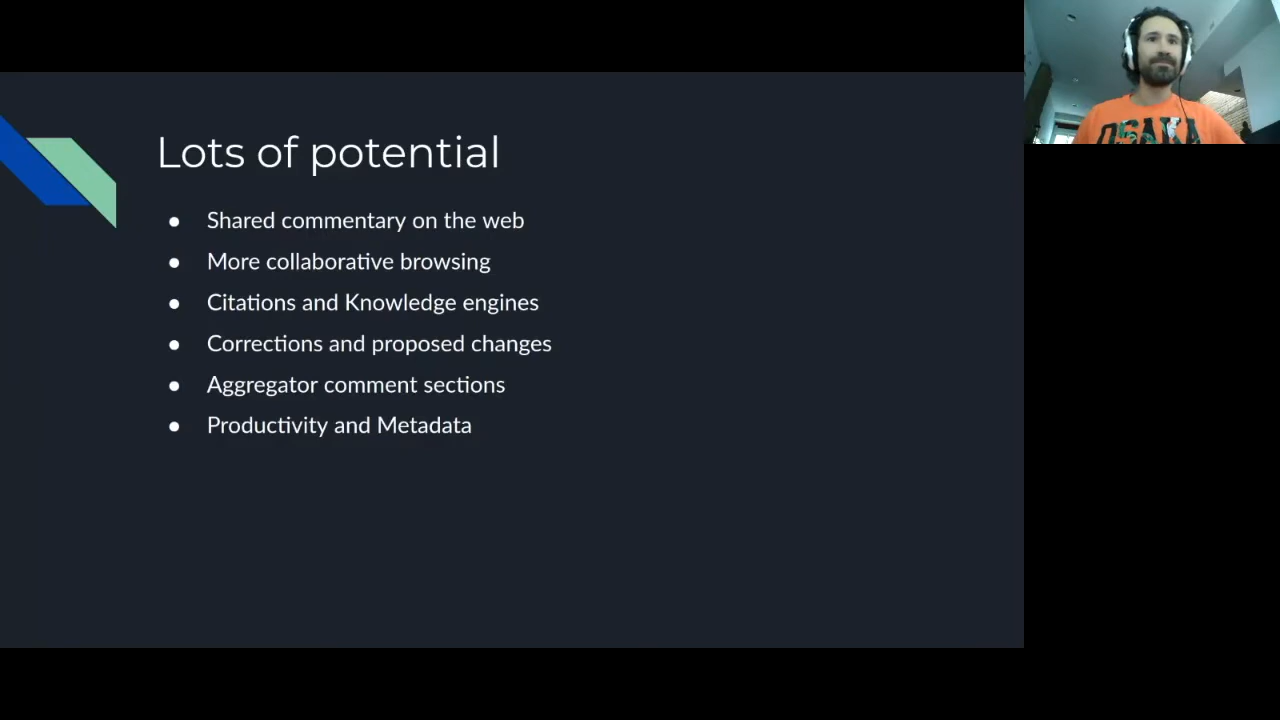 Lots of potential
● Shared commentary on the web
● More collaborative browsing
● Citations and Knowledge engines
● Corrections and proposed changes
● Aggregator comment sections
● Productivity and Metadata
OSAKA